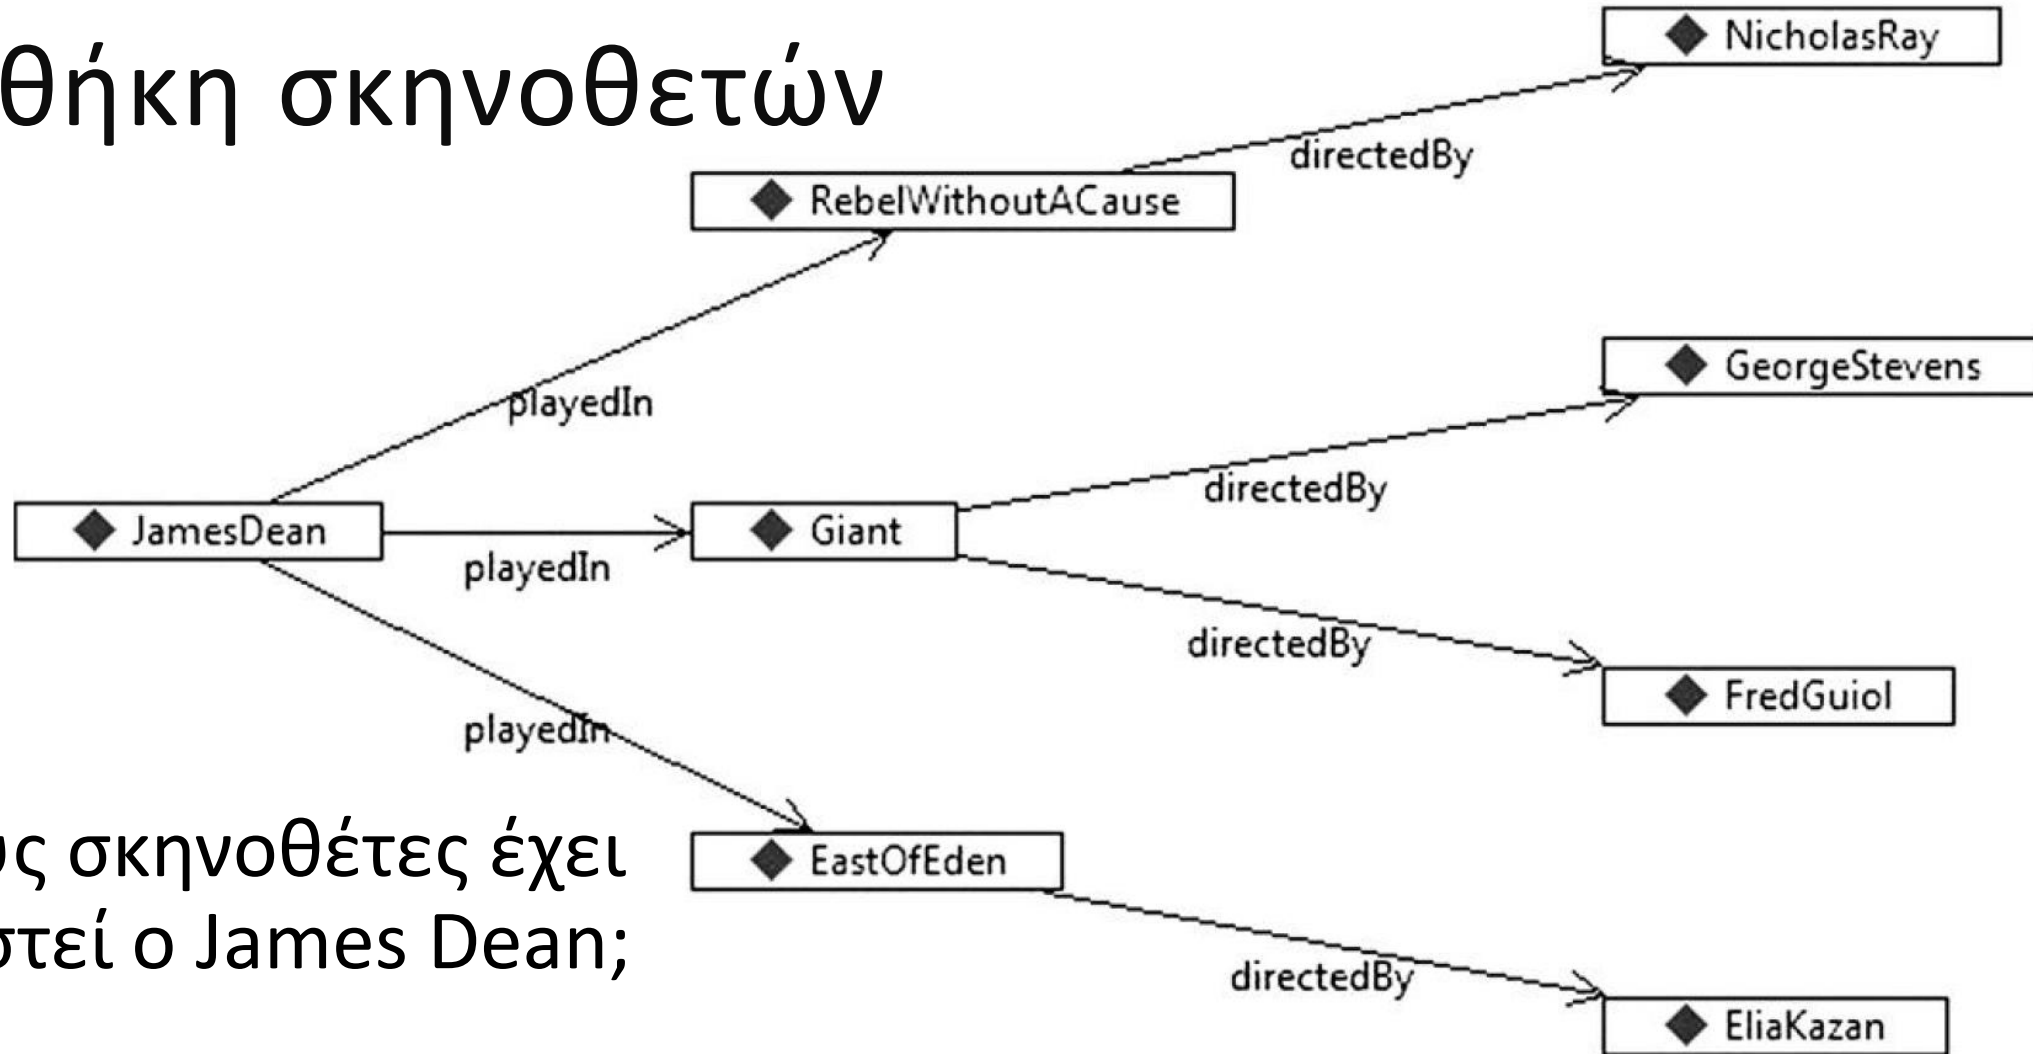 θήκη σκηνοθετών
NicholasRay
directedBy
RebelWithoutACause
playedIn
GeorgeStevens
directedBy
JamesDean
playedIn
Giant
directedBy
FredGuiol
playedIn
σκηνοθέτες έχει
ο James Dean;
EastOfEden
directedBy
EliaKazan